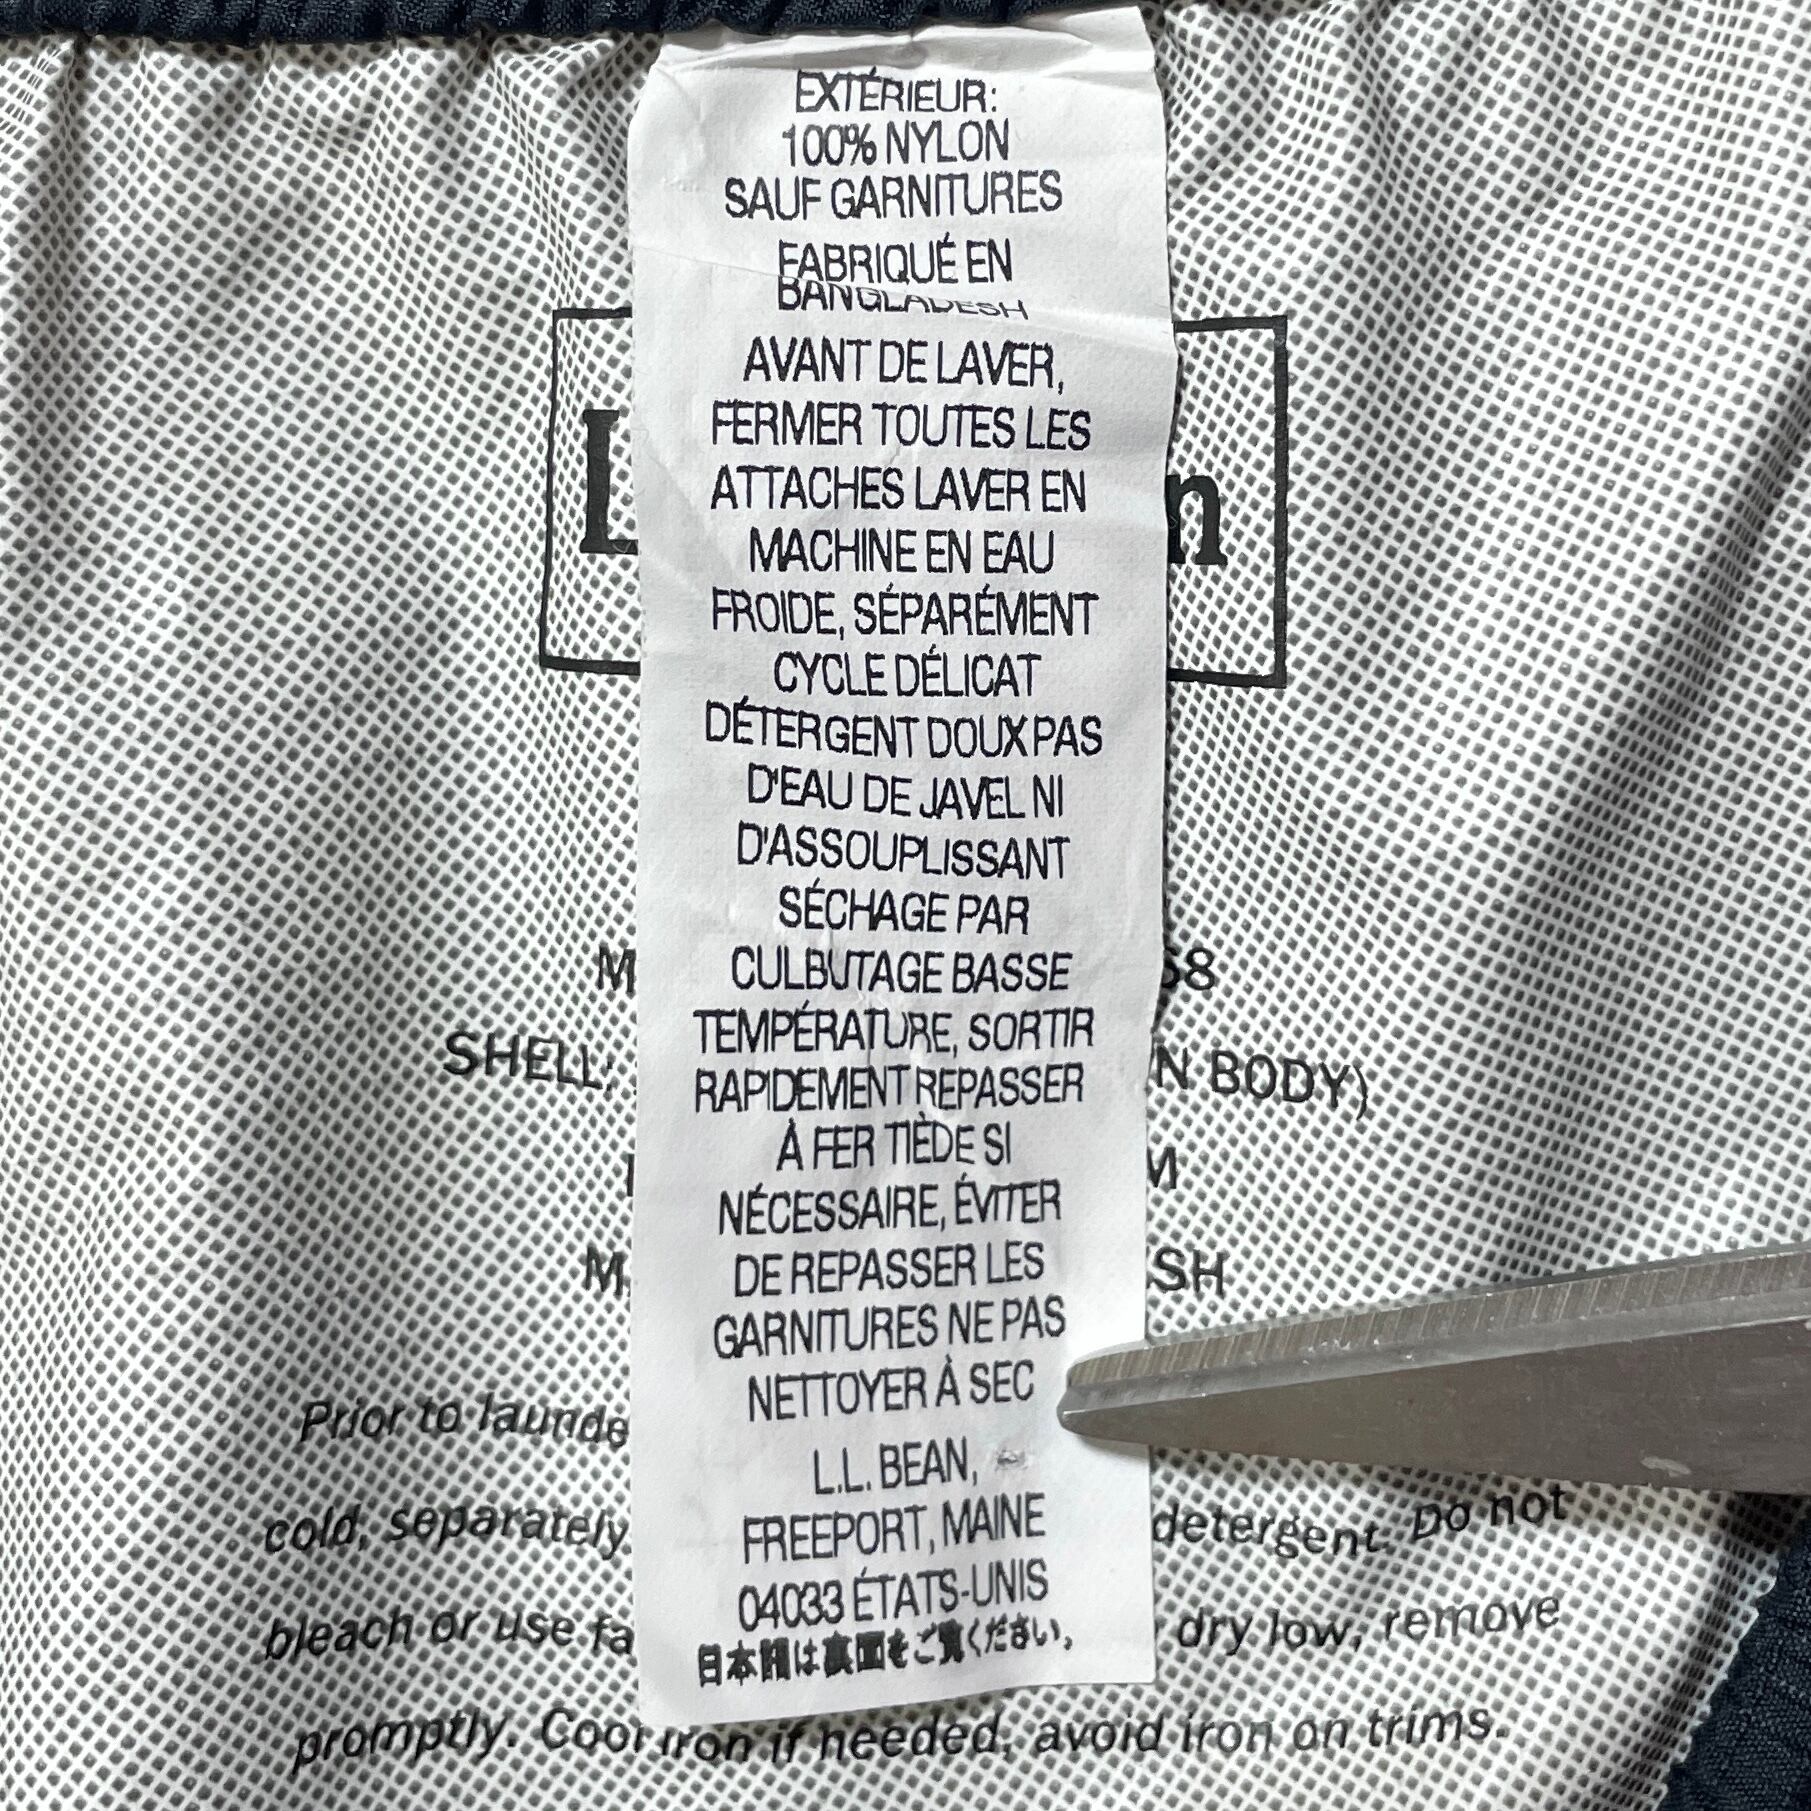 EXTÉRIEUR:
100% NYLON
SAUF GARNITURES
FABRIQUÉ EN
BANGLADESH
AVANT DE LAVER,
FERMER TOUTES LES
ATTACHES LAVER EN
MACHINE EN EAU
FROIDE, SÉPARÉMENT
CYCLE DÉLICAT
DÉTERGENT DOUX PAS
D'EAU DE JAVEL NI
D'ASSOUPLISSANT
SÉCHAGE PAR
CULBUTAGE BASSE
TEMPÉRATURE, SORTIR
RAPIDEMENT REPASSER
À FER TIÈDE SI
NÉCESSAIRE, ÉVITER
DE REPASSER LES
GARNITURES NE PAS
NETTOYER À SEC
L.L. BEAN,
FREEPORT, MAINE
04033 ÉTATS-UNIS
日本語は裏面をご覧ください。
SHELL: N BODY)
Prior to launde
cold, separately detergent. Do not
bleach or use fa dry low, remove
promptly. Cool iron if needed, avoid iron on trims.